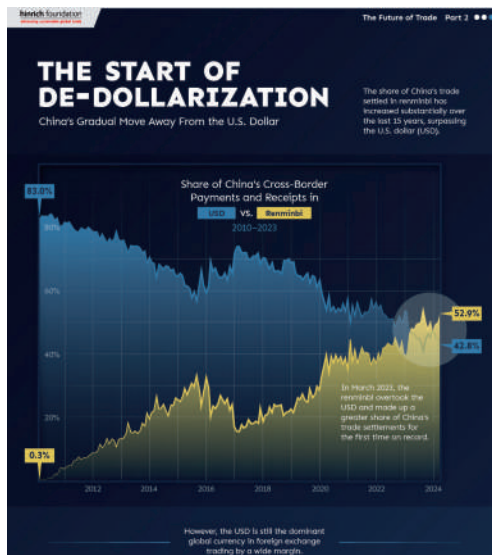 hinrich foundation
advancing sustainable global trade
The Future of Trade Part 2
THE START OF
DE-DOLLARIZATION
China's Gradual Move Away From the U.S. Dollar
The share of China's trade
settled in renminbi has
increased substantially over
the last 15 years, surpassing
the U.S. dollar (USD).
Share of China's Cross-Border
Payments and Receipts in
USD VS. Renminbi
2010–2023
83.0%
80%
60%
40%
20%
0.3%
52.9%
42.8%
In March 2023, the
renminbi overtook the
USD and made up a
greater share of China's
trade settlements for
the first time on record.
2012 2014 2016 2018 2020 2022 2024
However, the USD is still the dominant
global currency in foreign exchange
trading by a wide margin.